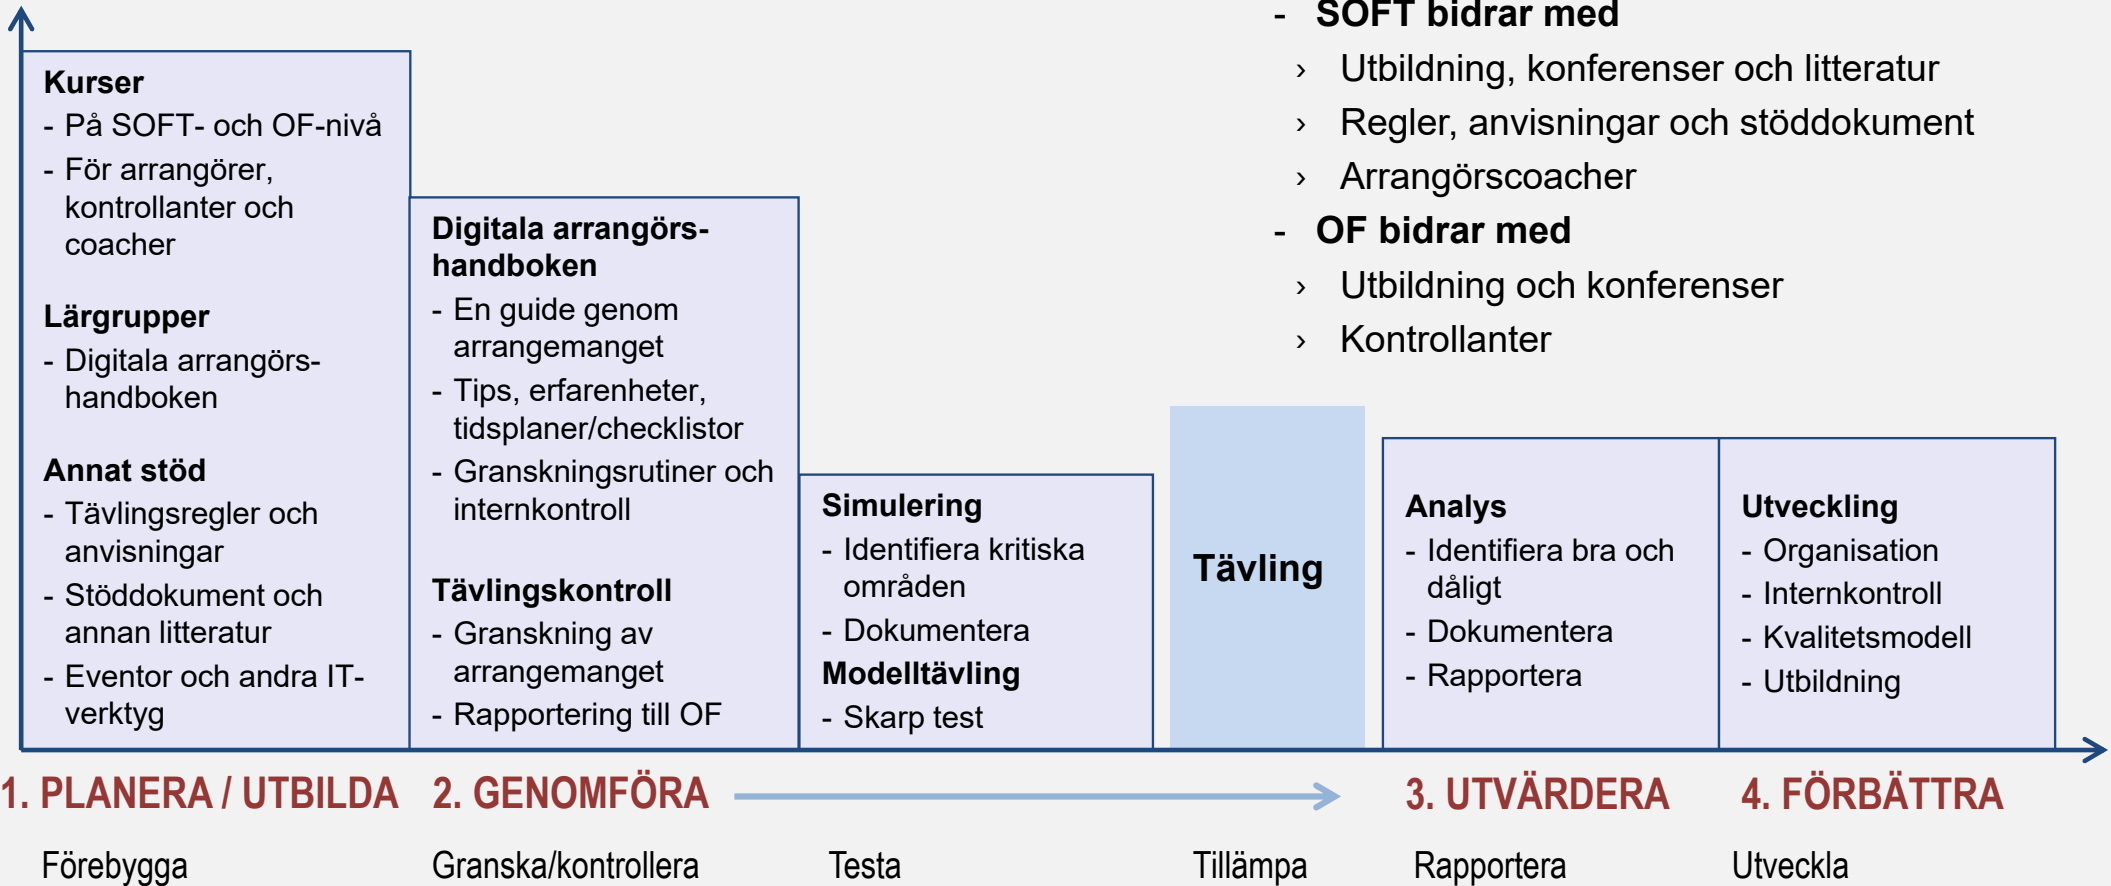 - SOFT bidrar med
› Utbildning, konferenser och litteratur
› Regler, anvisningar och stöddokument
› Arrangörscoacher
- OF bidrar med
› Utbildning och konferenser
› Kontrollanter
Kurser
- På SOFT- och OF-nivå
- För arrangörer,
kontrollanter och
coacher
Lärgrupper
- Digitala arrangörs-
handboken
Annat stöd
- Tävlingsregler och
anvisningar
- Stöddokument och
annan litteratur
- Eventor och andra IT-
verktyg
Digitala arrangörs-
handboken
- En guide genom
arrangemanget
- Tips, erfarenheter,
tidsplaner/checklistor
- Granskningsrutiner och
internkontroll
Tävlingskontroll
- Granskning av
arrangemanget
- Rapportering till OF
Simulering
- Identifiera kritiska
områden
- Dokumentera
Modelltävling
- Skarp test
Tävling
Analys
- Identifiera bra och
dåligt
- Dokumentera
- Rapportera
Utveckling
- Organisation
- Internkontroll
- Kvalitetsmodell
- Utbildning
1. PLANERA / UTBILDA 2. GENOMFÖRA 3. UTVÄRDERA 4. FÖRBÄTTRA
Förebygga Granska/kontrollera Testa Tillämpa Rapportera Utveckla